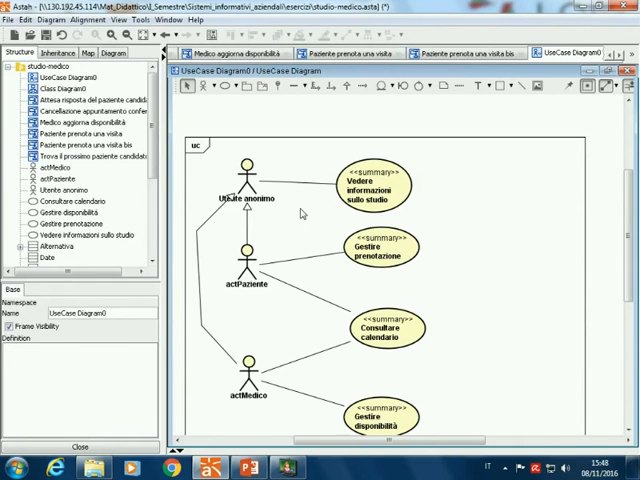 Astah - [\\130.192.45.114\Mat_Didattico\I_Semestre\Sistemi_informativi_aziendali\esercizi\studio-medico.asta *]
File Edit Diagram Alignment View Tools Window Help
Structure Inheritance Map Diagram
studio-medico
UseCase Diagram0
Class Diagram0
Attesa risposta del paziente candida
Cancellazione appuntamento confer
Medico aggiorna disponibilità
Paziente prenota una visita
Paziente prenota una visita bis
Trova il prossimo paziente candidato
actMedico
actPaziente
Utente anonimo
Consultare calendario
Gestire disponibilità
Gestire prenotazione
Vedere informazioni sullo studio
Alternativa
Date
Base
Namespace
Name UseCase Diagram0
Frame Visibility
Definition
Close
Medico aggiorna disponibilità
Paziente prenota una visita
Paziente prenota una visita bis
UseCase Diagram0
UseCase Diagram0 / UseCase Diagram
uc
Utente anonimo
<<summary>>
Vedere
informazioni
sullo studio
<<summary>>
Gestire
prenotazione
actPaziente
<<summary>>
Consultare
calendario
actMedico
<<summary>>
Gestire
disponibilità
IT
15:48
08/11/2016